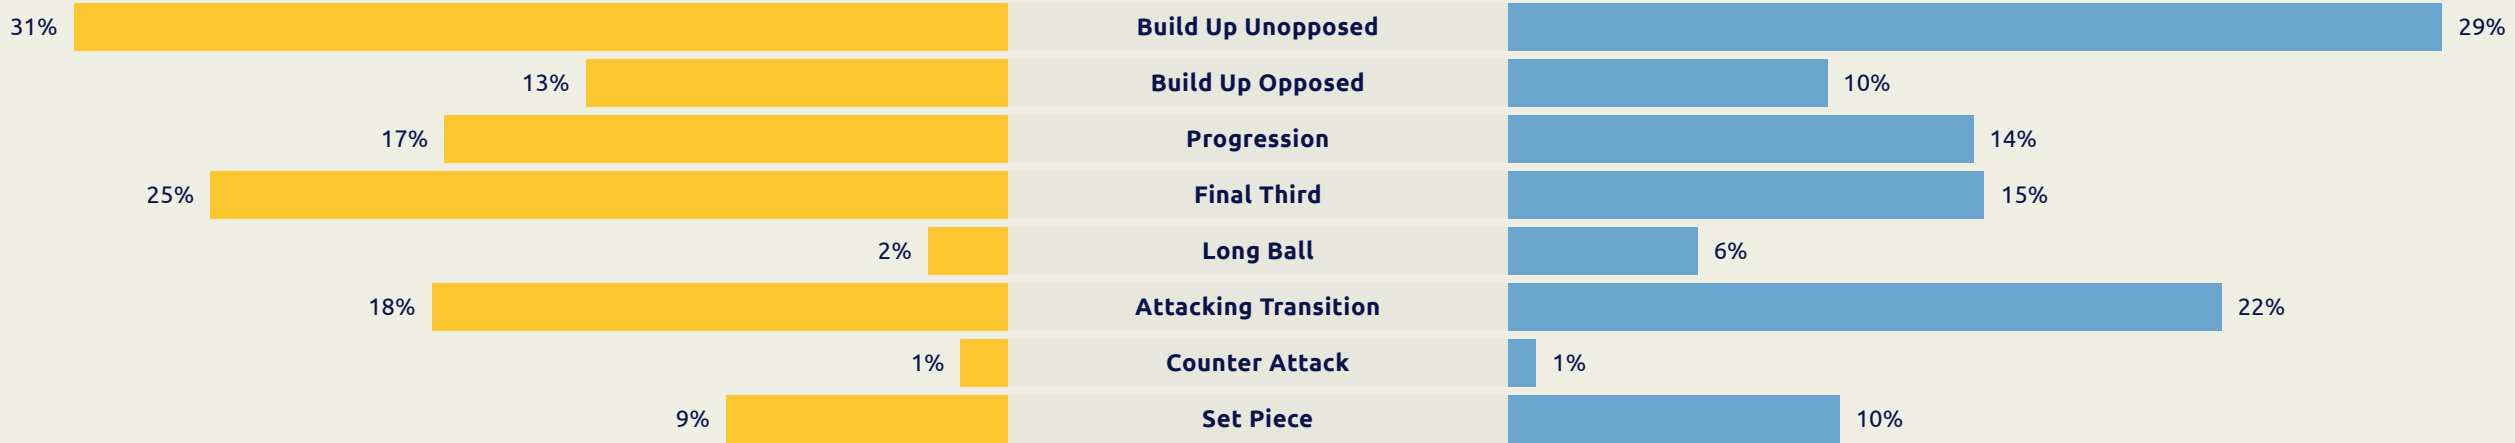 31% Build Up Unopposed 29%
13% Build Up Opposed 10%
17% Progression 14%
25% Final Third 15%
2% Long Ball 6%
18% Attacking Transition 22%
1% Counter Attack 1%
9% Set Piece 10%